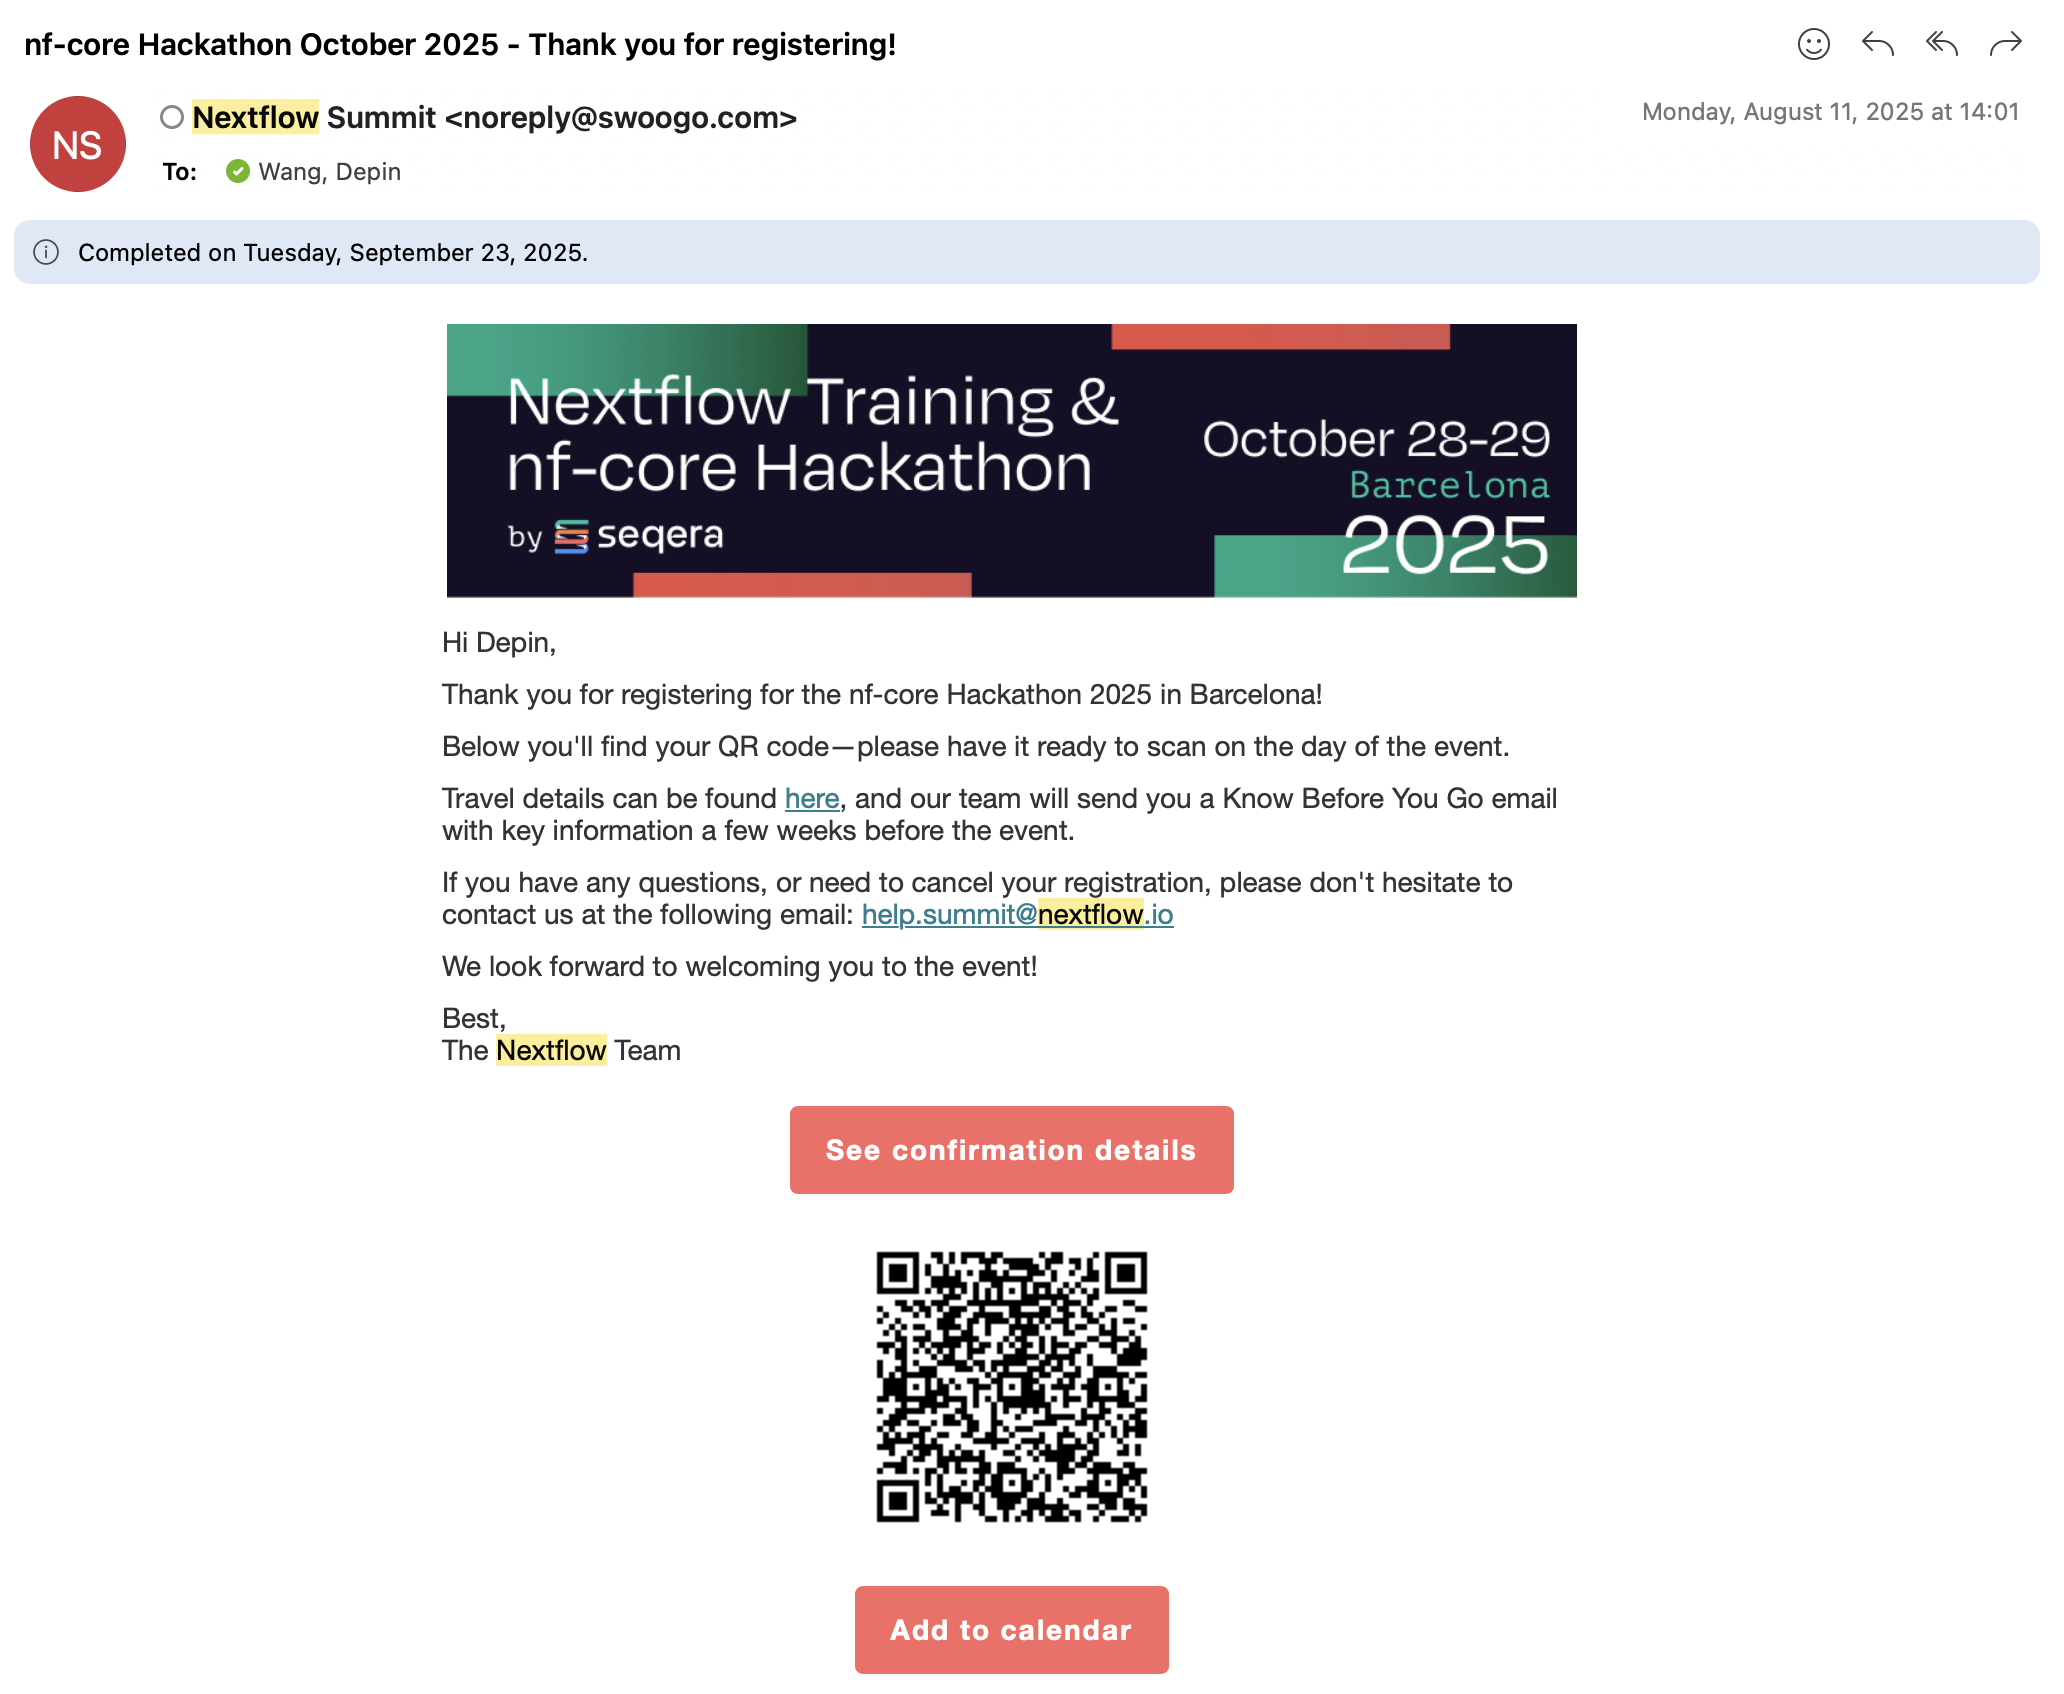 nf-core Hackathon October 2025 - Thank you for registering!
NS
Nextflow Summit <noreply@swoogo.com>
Monday, August 11, 2025 at 14:01
To: Wang, Depin
Completed on Tuesday, September 23, 2025.
Nextflow Training &
nf-core Hackathon
by seqera
October 28-29
Barcelona
2025
Hi Depin,
Thank you for registering for the nf-core Hackathon 2025 in Barcelona!
Below you'll find your QR code—please have it ready to scan on the day of the event.
Travel details can be found here, and our team will send you a Know Before You Go email
with key information a few weeks before the event.
If you have any questions, or need to cancel your registration, please don't hesitate to
contact us at the following email: help.summit@nextflow.io
We look forward to welcoming you to the event!
Best,
The Nextflow Team
See confirmation details
Add to calendar